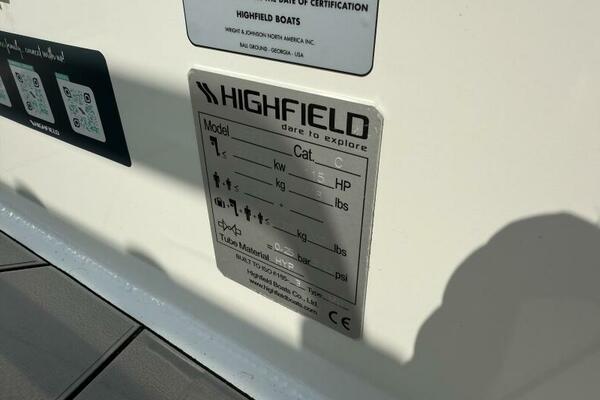 THE DATE OF CERTIFICATION
HIGHFIELD BOATS
WRIGHT & JOHNSON NORTH AMERICA INC.
BALL GROUND - GEORGIA - USA
HIGHFIELD
HIGHFIELD
dare to explore
Model Cat. C
≤ kw 15 HP
≤ kg lbs
+ ≤ +
+ + + ≤ kg lbs
= bar psi
Tube Material HYP
BUILT TO ISO 6185- Type
Highfield Boats Co., Ltd.
www.highfieldboats.com
CE